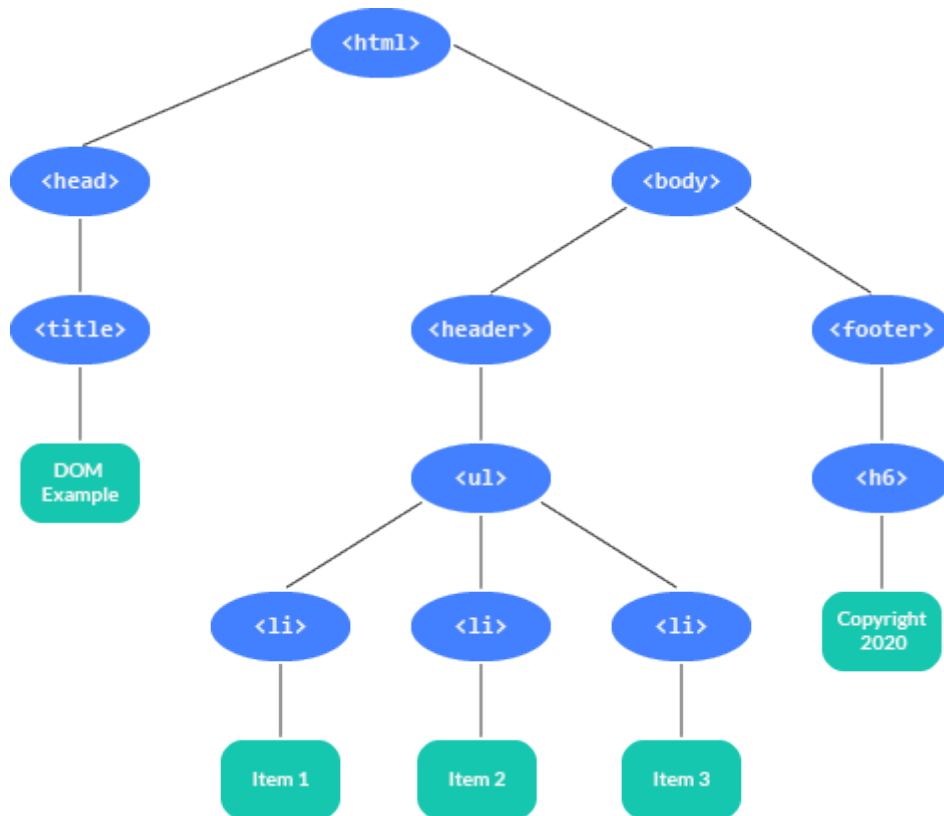 <html>
<head>
<body>
<title>
<header>
<footer>
DOM
Example
<ul>
<h6>
<li>
<li>
<li>
Copyright
2020
Item 1
Item 2
Item 3